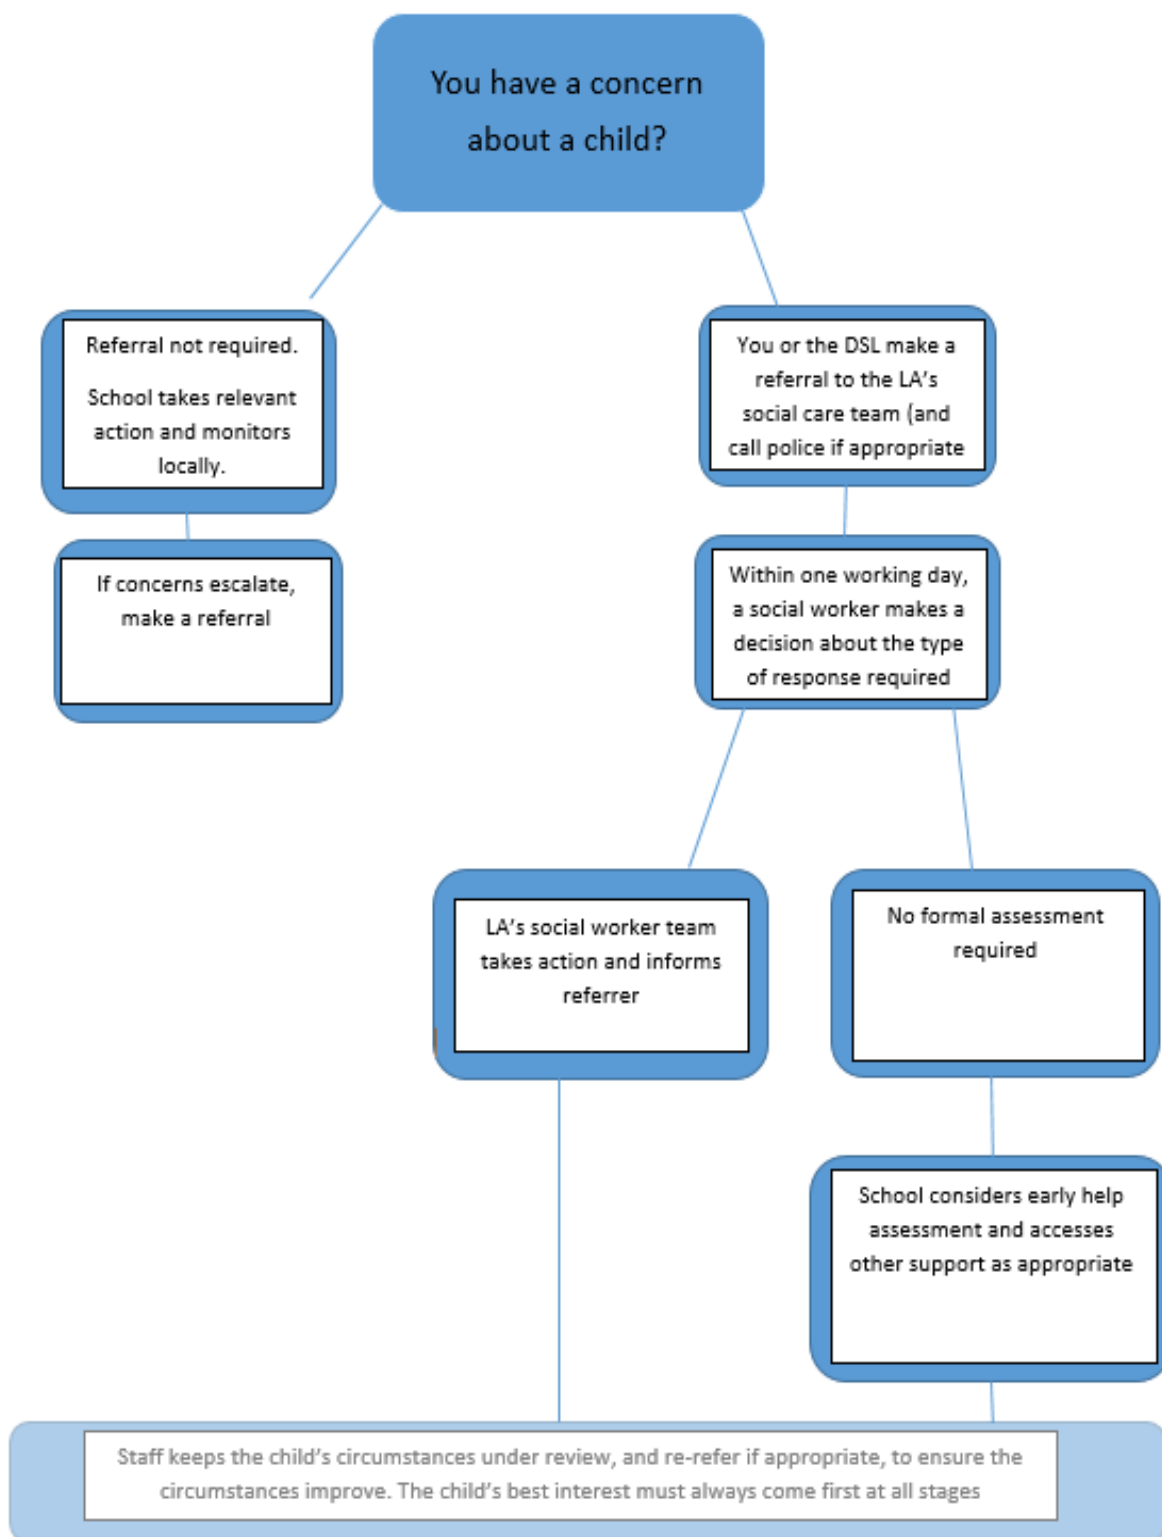 You have a concern
about a child?
Referral not required.
School takes relevant
action and monitors
locally.
You or the DSL make a
referral to the LA's
social care team (and
call police if appropriate
If concerns escalate,
make a referral
Within one working day,
a social worker makes a
decision about the type
of response required
LA's social worker team
takes action and informs
referrer
No formal assessment
required
School considers early help
assessment and accesses
other support as appropriate
Staff keeps the child's circumstances under review, and re-refer if appropriate, to ensure the
circumstances improve. The child's best interest must always come first at all stages